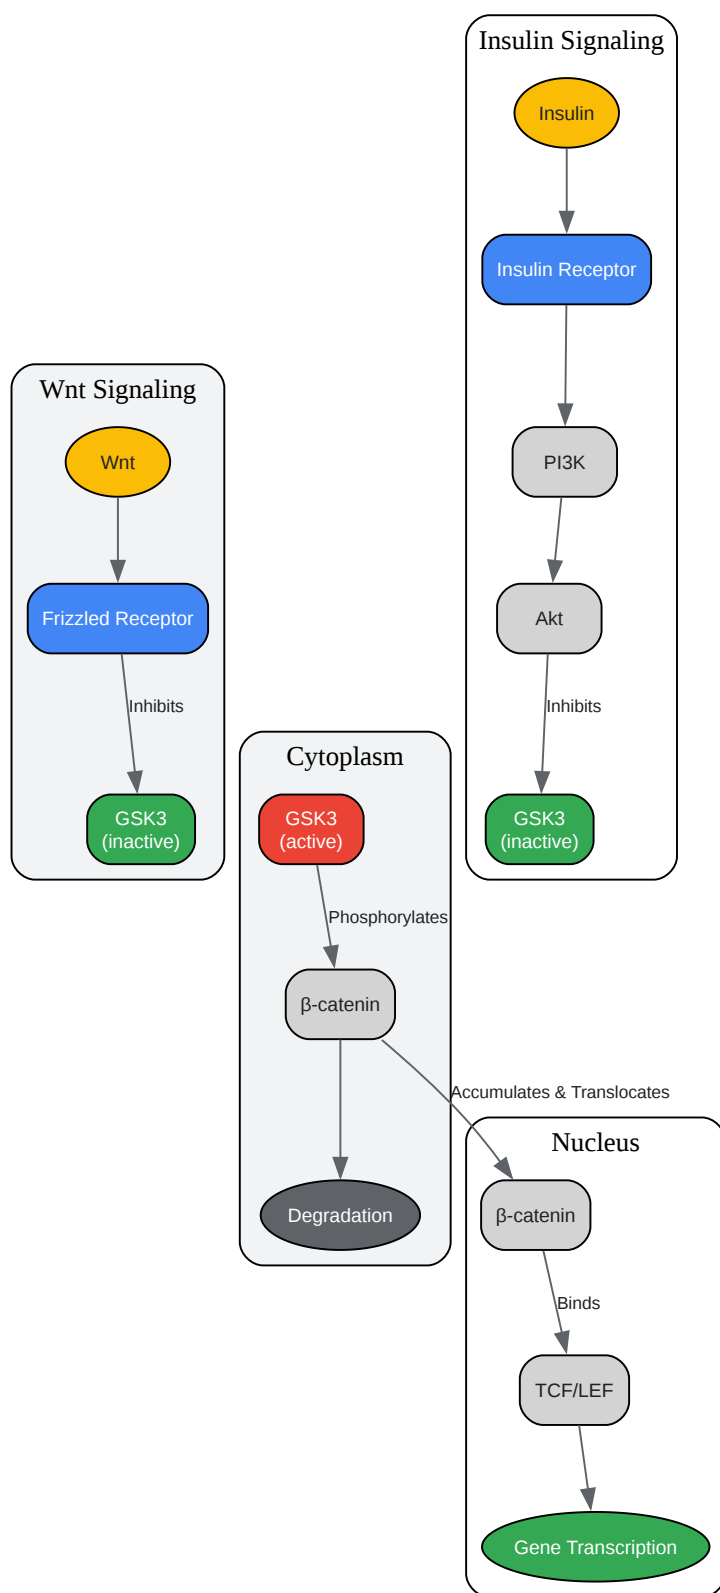 Insulin Signaling
Insulin
Insulin Receptor
PI3K
Akt
Inhibits
GSK3
(inactive)
Wnt Signaling
Wnt
Frizzled Receptor
Inhibits
GSK3
(inactive)
Cytoplasm
GSK3
(active)
Phosphorylates
β-catenin
Degradation
Accumulates & Translocates
Nucleus
β-catenin
Binds
TCF/LEF
Gene Transcription